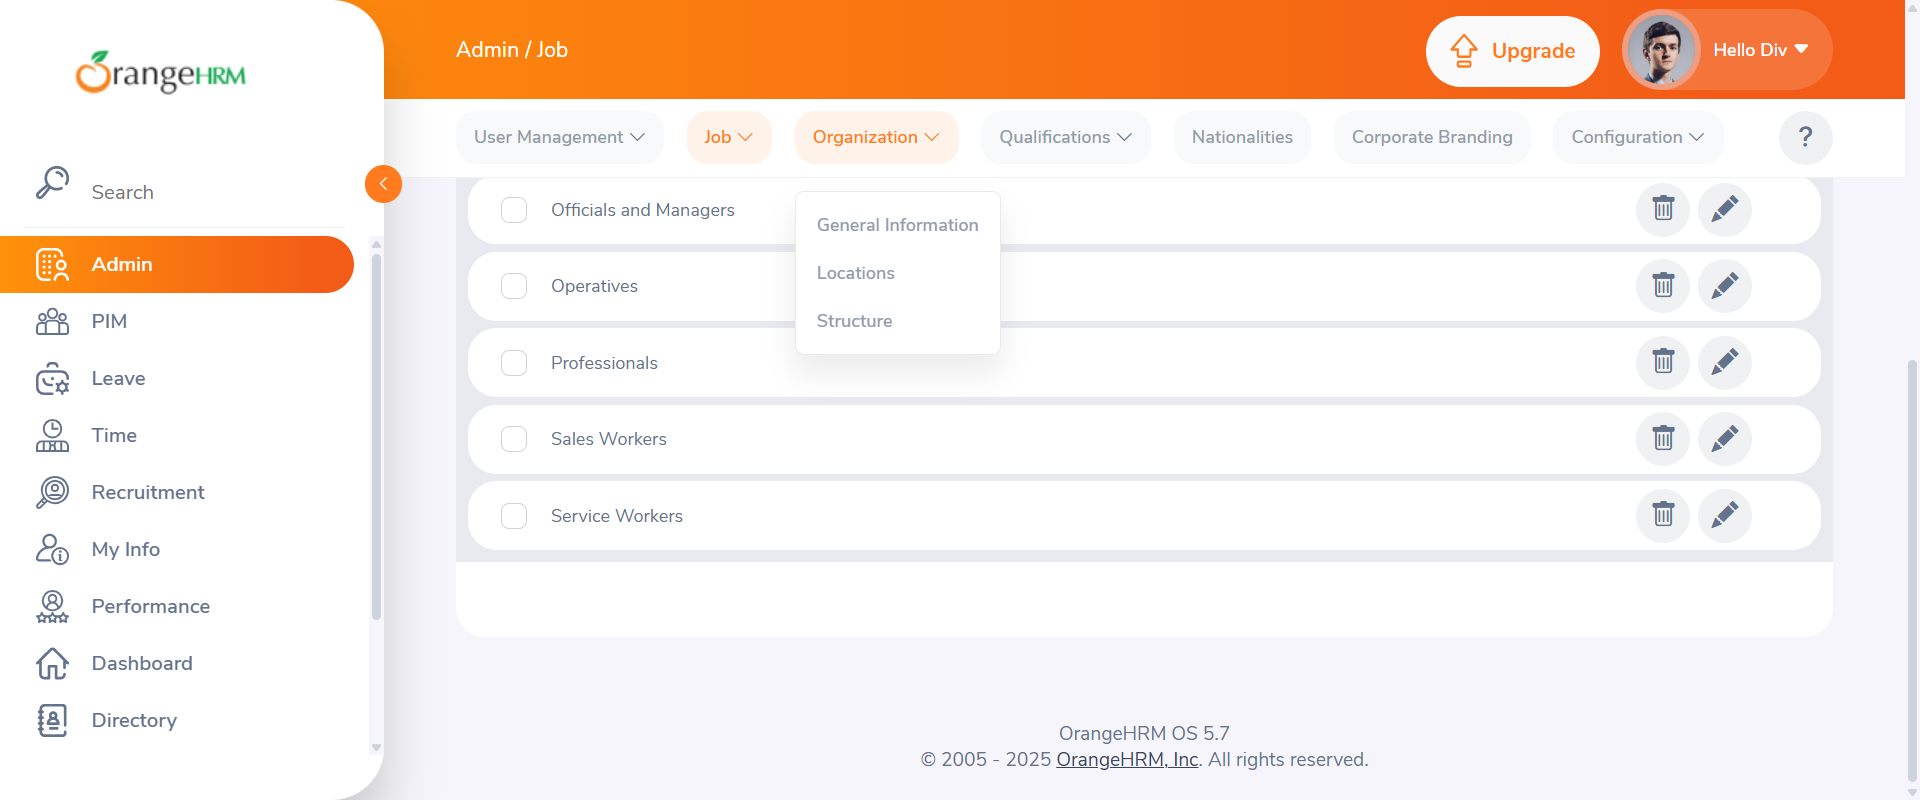 OrangeHRM
Search
Admin
PIM
Leave
Time
Recruitment
My Info
Performance
Dashboard
Directory
Admin / Job
Upgrade
Hello Div
User Management
Job
Organization
Qualifications
Nationalities
Corporate Branding
Configuration
?
General Information
Locations
Structure
Officials and Managers
Operatives
Professionals
Sales Workers
Service Workers
OrangeHRM OS 5.7
© 2005 - 2025 OrangeHRM, Inc. All rights reserved.